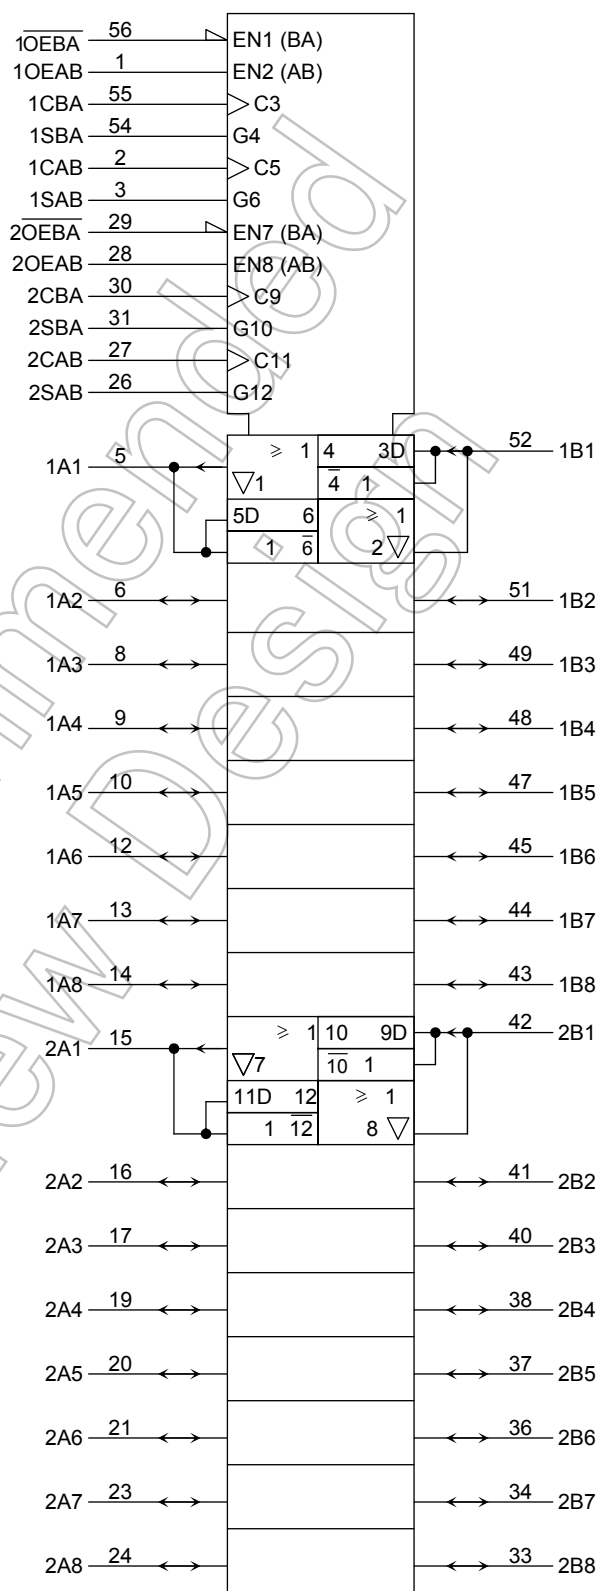 1OEBA 56 EN1 (BA)
1OEAB 1 EN2 (AB)
1CBA 55 C3
1SBA 54 G4
1CAB 2 C5
1SAB 3 G6
2OEBA 29 EN7 (BA)
2OEAB 28 EN8 (AB)
2CBA 30 C9
2SBA 31 G10
2CAB 27 C11
2SAB 26 G12
1A1 5 ≥ 1 4 3D 52 1B1
▽1 4 1
5D 6 ≥ 1
1 6 2 ▽
1A2 6 51 1B2
1A3 8 49 1B3
1A4 9 48 1B4
1A5 10 47 1B5
1A6 12 45 1B6
1A7 13 44 1B7
1A8 14 43 1B8
2A1 15 ≥ 1 10 9D 42 2B1
▽7 10 1
11D 12 ≥ 1
1 12 8 ▽
2A2 16 41 2B2
2A3 17 40 2B3
2A4 19 38 2B4
2A5 20 37 2B5
2A6 21 36 2B6
2A7 23 34 2B7
2A8 24 33 2B8
mmended
ew Design